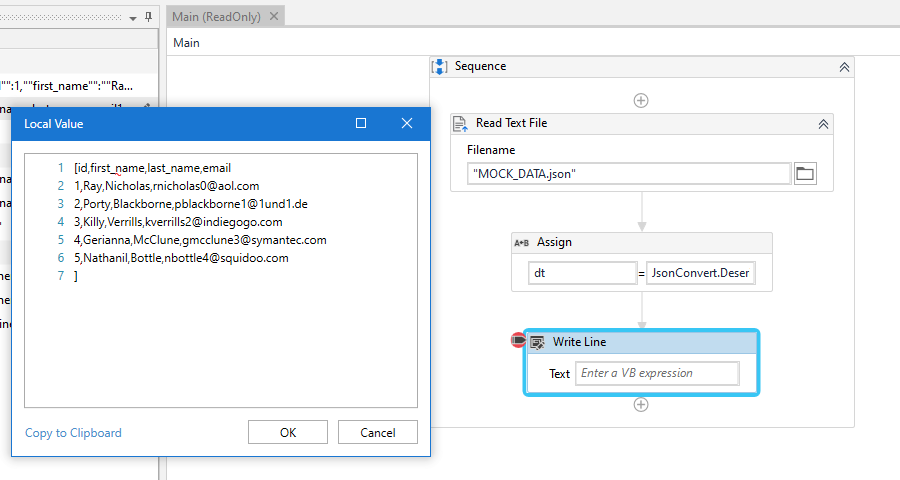 Main (ReadOnly)
Main
"":1,""first_name"":""Ra...
Local Value
1 [id,first_name,last_name,email
2 1,Ray,Nicholas,rnicholas0@aol.com
3 2,Porty,Blackborne,pblackborne1@1und1.de
4 3,Killy,Verrills,kverrills2@indiegogo.com
5 4,Gerianna,McClune,gmcclune3@symantec.com
6 5,Nathanil,Bottle,nbottle4@squidoo.com
7 ]
Copy to Clipboard
OK
Cancel
Sequence
Read Text File
Filename
"MOCK_DATA.json"
A+B Assign
dt = JsonConvert.Deser
Write Line
Text Enter a VB expression